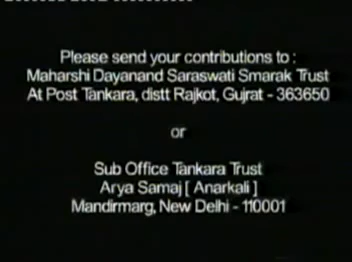 Please send your contributions to :
Maharshi Dayanand Saraswati Smarak Trust
At Post Tankara, distt Rajkot, Gujrat - 363650
or
Sub Office Tankara Trust
Arya Samaj [ Anarkali ]
Mandirmarg, New Delhi - 110001